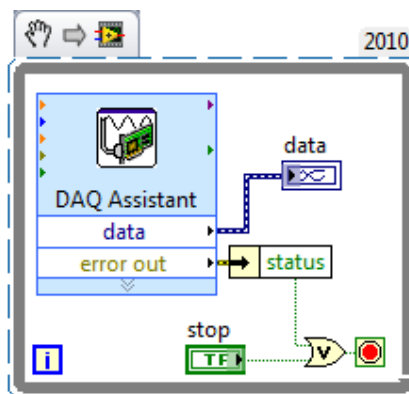 2010
data
DAQ Assistant
data
error out
status
stop
TF
V
i